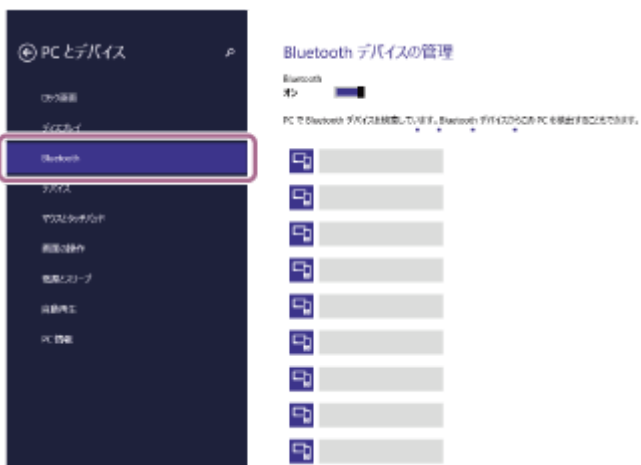 PC とデバイス
ロック画面
ディスプレイ
Bluetooth
デバイス
マウスとタッチパッド
画面の操作
電源とスリープ
自動再生
PC 情報
Bluetooth デバイスの管理
Bluetooth
オン
PC で Bluetooth デバイスを検索しています。Bluetooth デバイスからこの PC を検出することもできます。